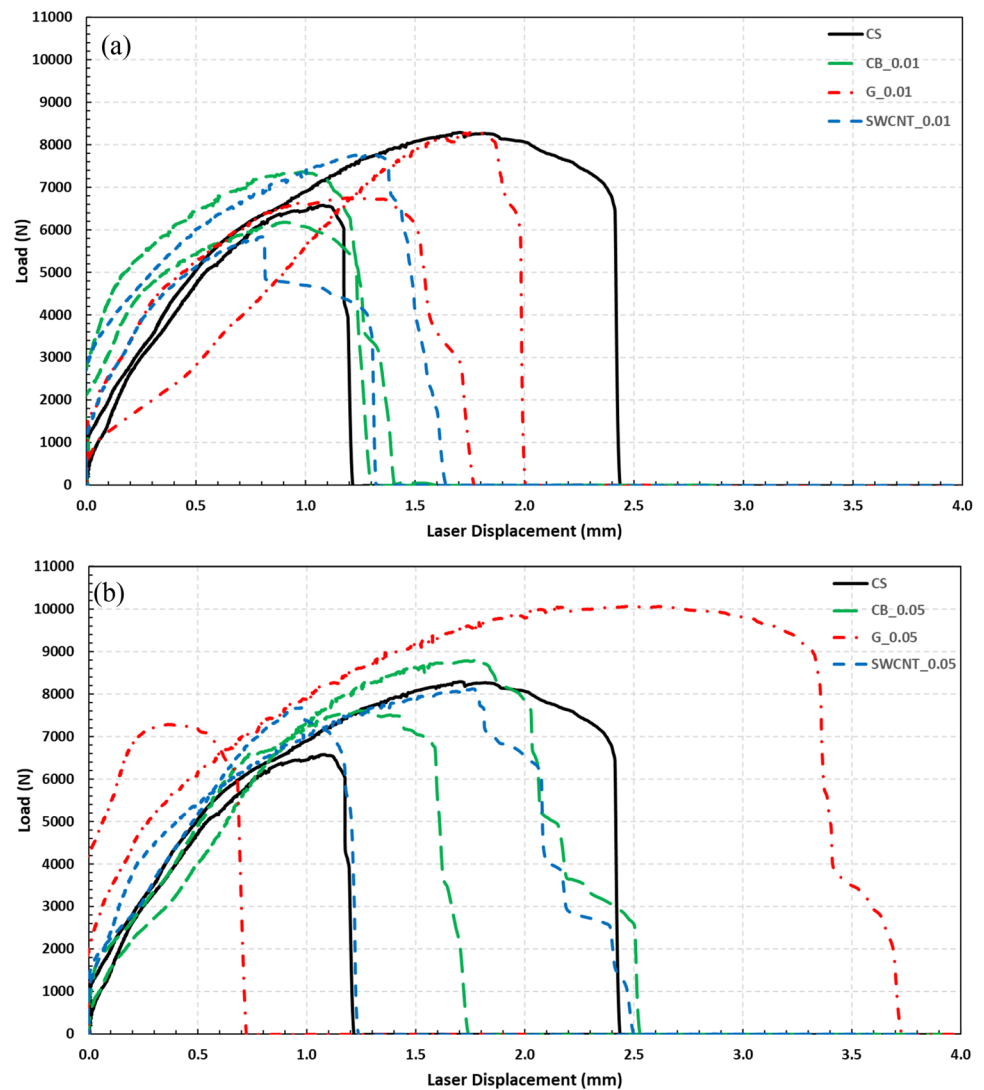 (a)
CS
CB_0.01
G_0.01
SWCNT_0.01
11000
10000
9000
8000
7000
6000
5000
4000
3000
2000
1000
0
Load (N)
0.0 0.5 1.0 1.5 2.0 2.5 3.0 3.5 4.0
Laser Displacement (mm)
(b)
CS
CB_0.05
G_0.05
SWCNT_0.05
11000
10000
9000
8000
7000
6000
5000
4000
3000
2000
1000
0
Load (N)
0.0 0.5 1.0 1.5 2.0 2.5 3.0 3.5 4.0
Laser Displacement (mm)